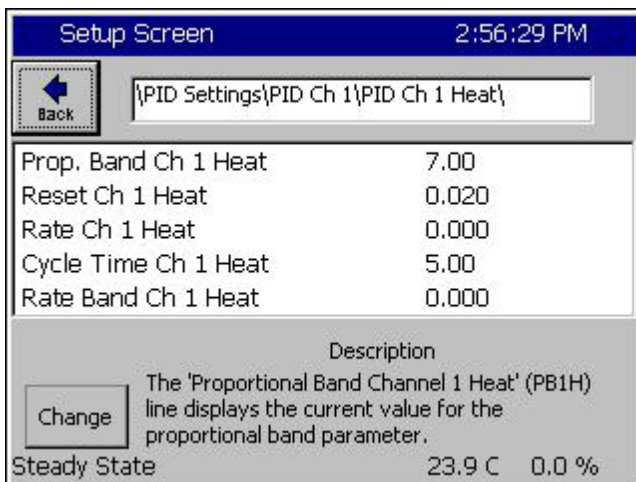 Setup Screen 2:56:29 PM
Back
\PID Settings\PID Ch 1\PID Ch 1 Heat\
Prop. Band Ch 1 Heat 7.00
Reset Ch 1 Heat 0.020
Rate Ch 1 Heat 0.000
Cycle Time Ch 1 Heat 5.00
Rate Band Ch 1 Heat 0.000
Description
The 'Proportional Band Channel 1 Heat' (PB1H)
line displays the current value for the
proportional band parameter.
Change
Steady State 23.9 C 0.0 %